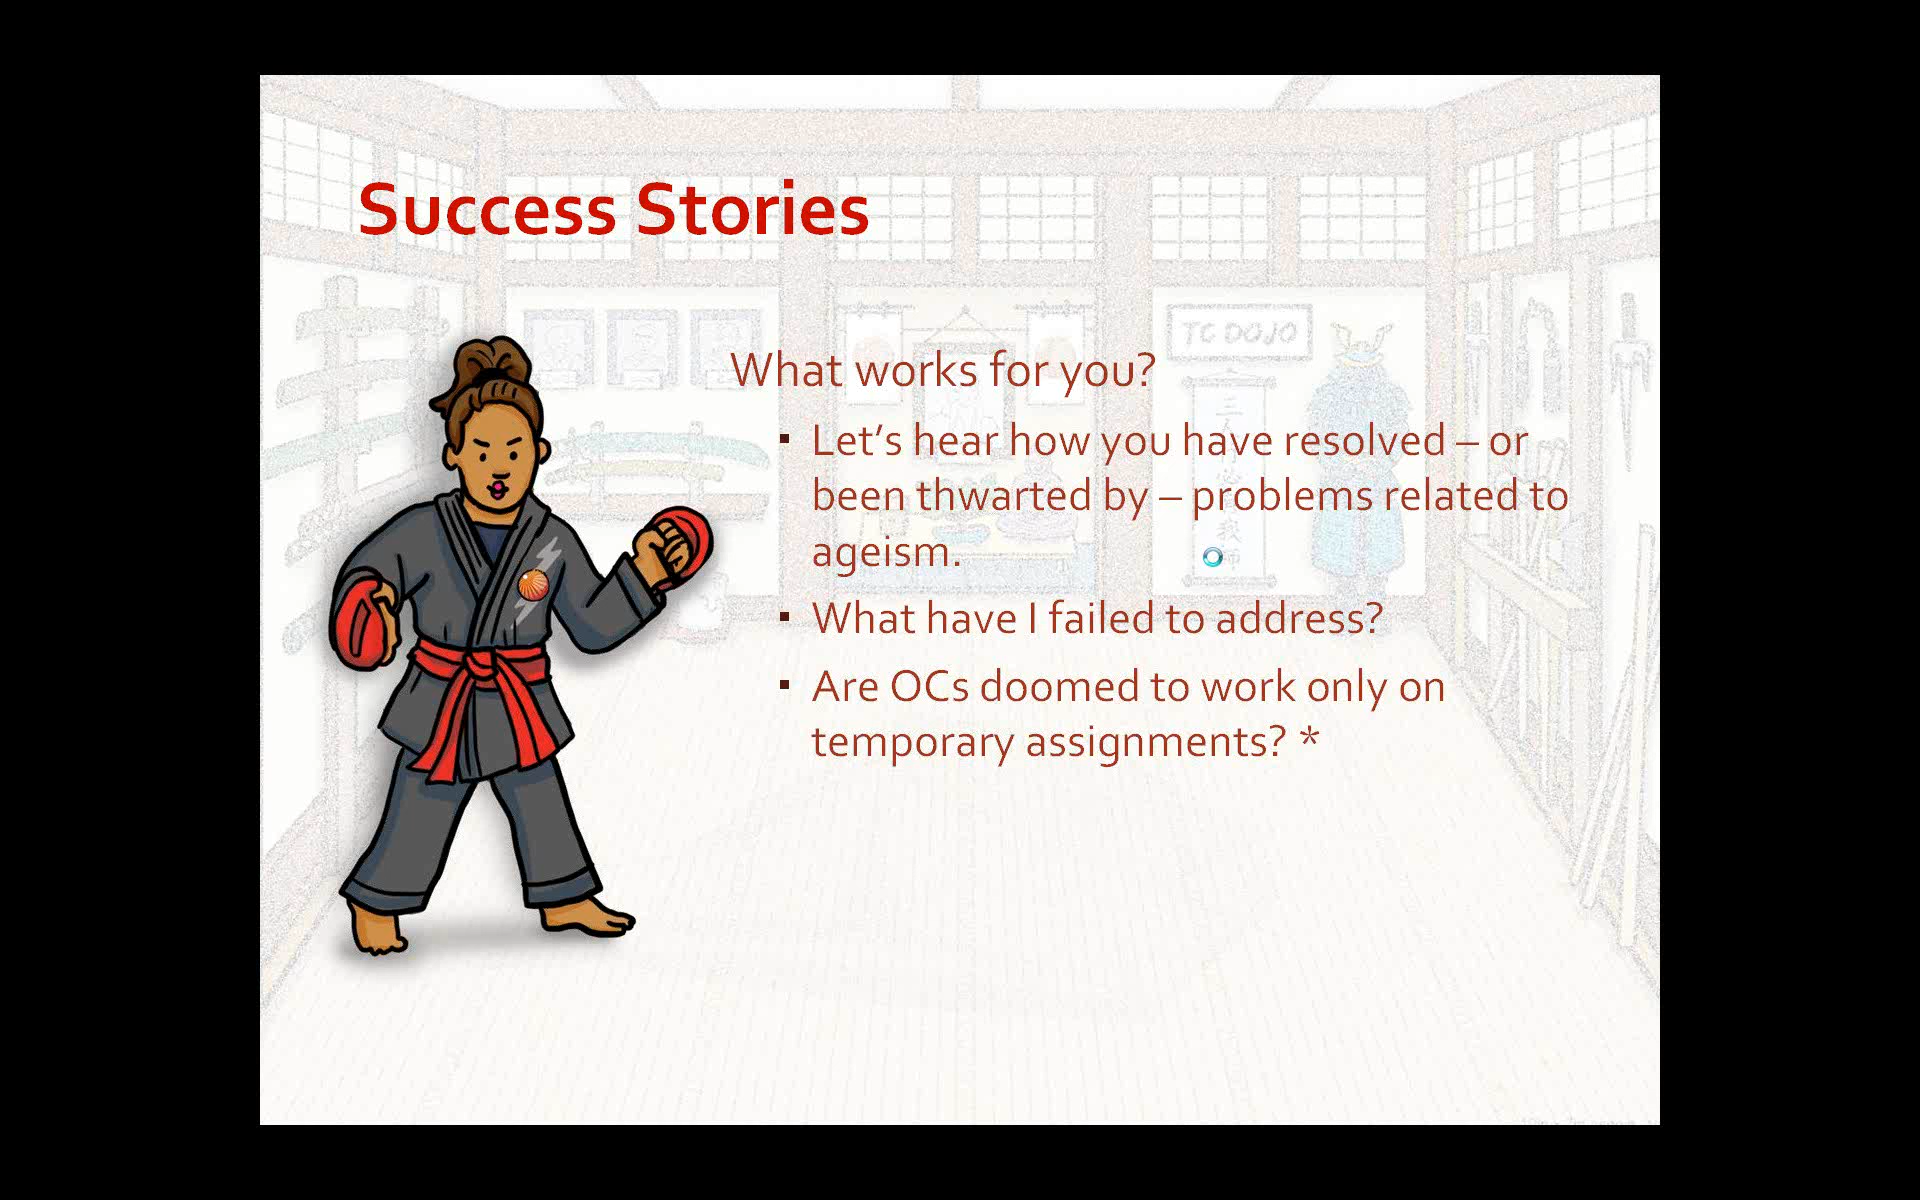 Success Stories
TC DOJO
What works for you?
▪ Let’s hear how you have resolved – or
been thwarted by – problems related to
ageism.
▪ What have I failed to address?
▪ Are OCs doomed to work only on
temporary assignments? *